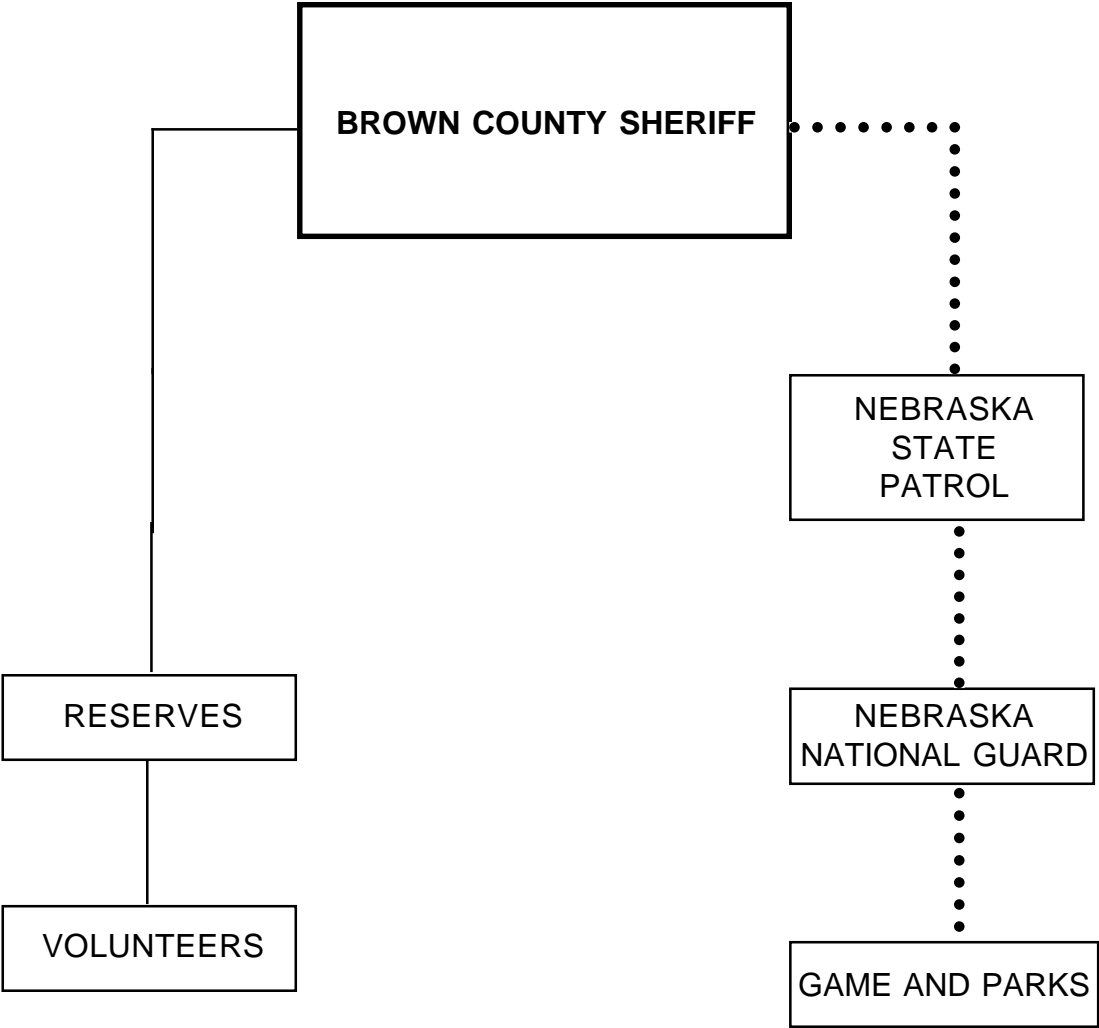 BROWN COUNTY SHERIFF
NEBRASKA
STATE
PATROL
RESERVES
NEBRASKA
NATIONAL GUARD
VOLUNTEERS
GAME AND PARKS